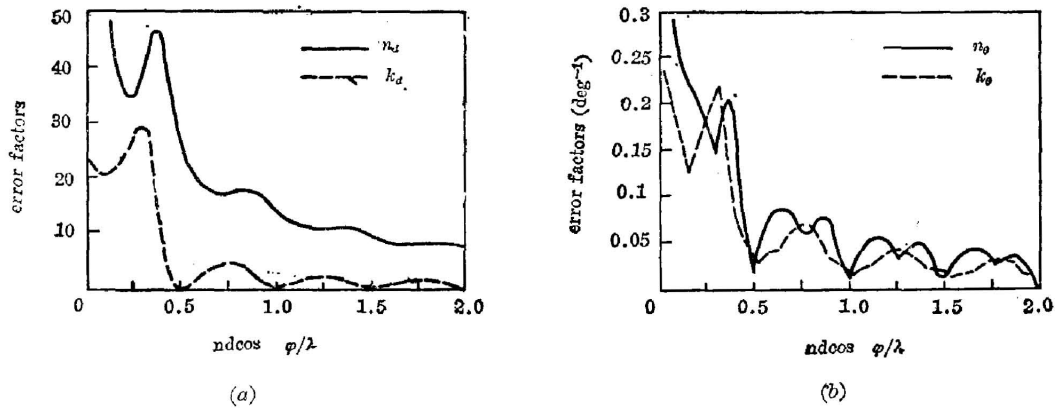 50
40
30
20
10
error factors
n_d
k_d
0
0.5
1.0
1.5
2.0
ndcos φ/λ
(a)
0.3
0.25
0.2
0.15
0.1
0.05
error factors (deg⁻¹)
n_θ
k_θ
0
0.5
1.0
1.5
2.0
ndcos φ/λ
(b)